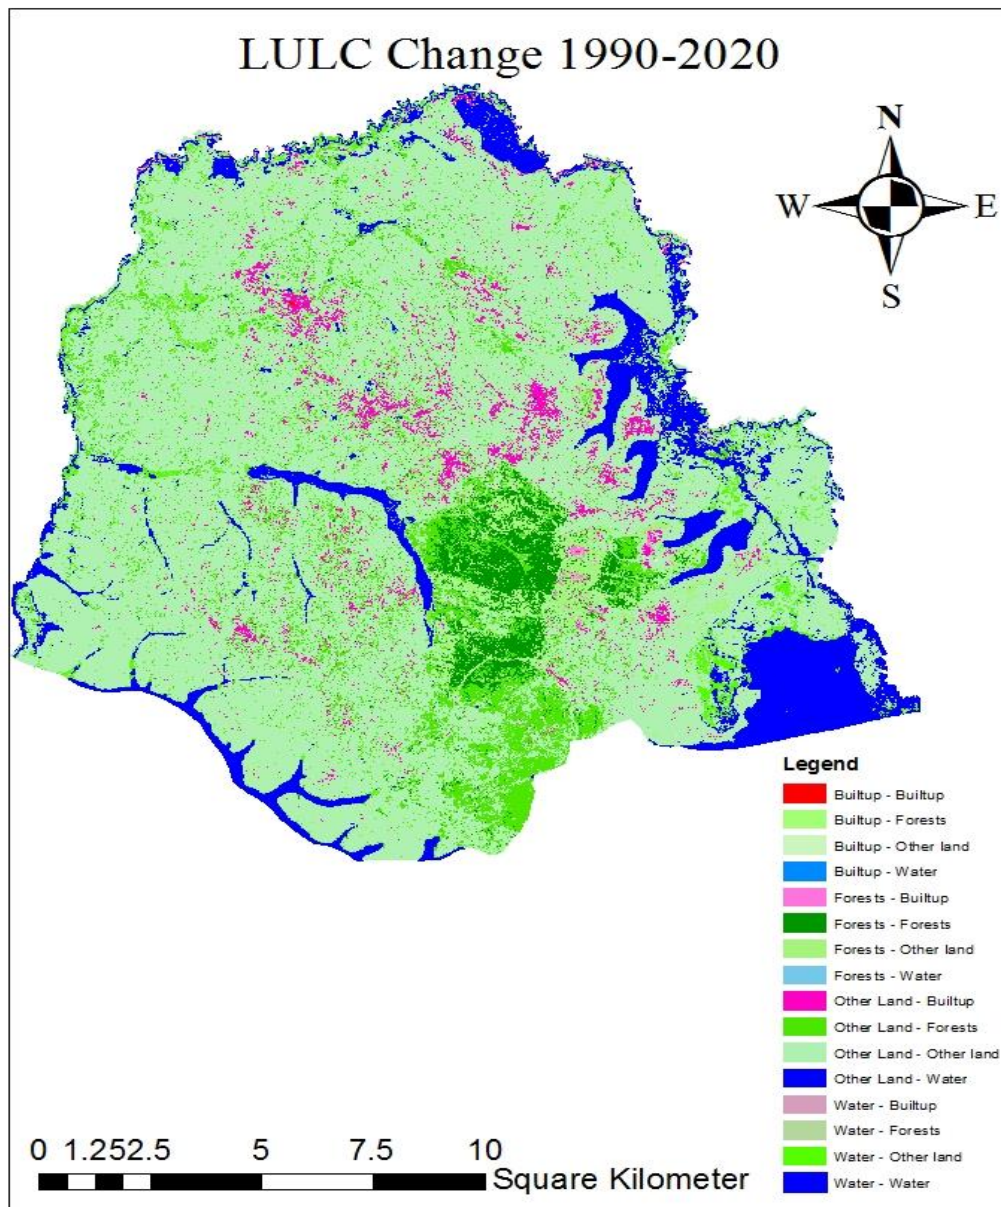 LULC Change 1990-2020
N
W E
S
Legend
Builtup - Builtup
Builtup - Forests
Builtup - Other land
Builtup - Water
Forests - Builtup
Forests - Forests
Forests - Other land
Forests - Water
Other Land - Builtup
Other Land - Forests
Other Land - Other land
Other Land - Water
Water - Builtup
Water - Forests
Water - Other land
Water - Water
0 1.252.5 5 7.5 10
Square Kilometer